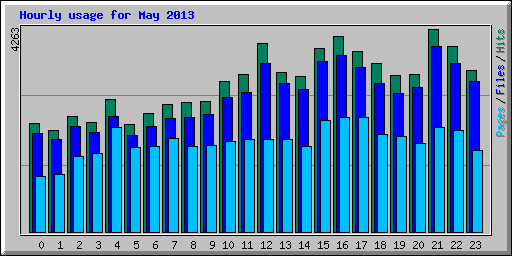 Hourly usage for May 2013
4263
Pages / Files / Hits
0 1 2 3 4 5 6 7 8 9 10 11 12 13 14 15 16 17 18 19 20 21 22 23